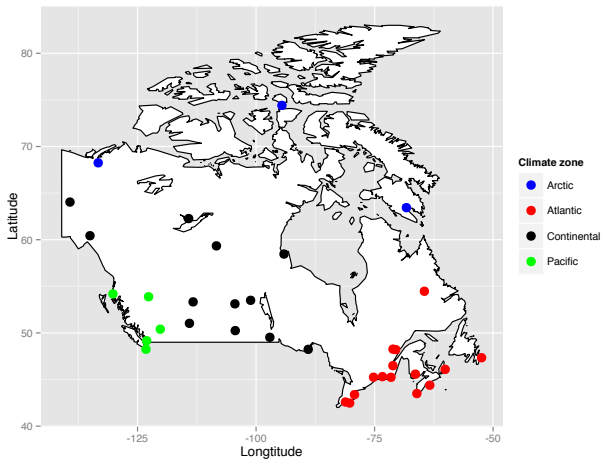 80
70
60
50
40
-125
-100
-75
-50
Longtitude
Latitude
Climate zone
Arctic
Atlantic
Continental
Pacific